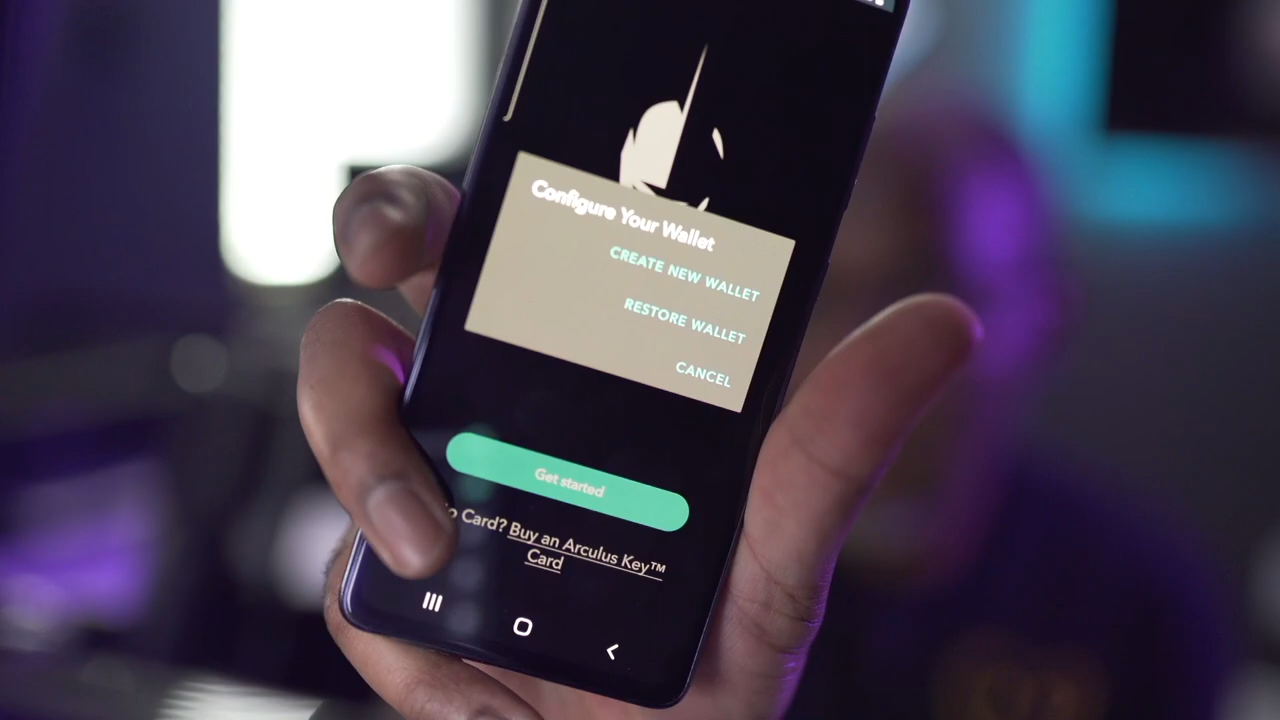 Configure Your Wallet
CREATE NEW WALLET
RESTORE WALLET
CANCEL
Get started
Card? Buy an Arculus Key™
Card